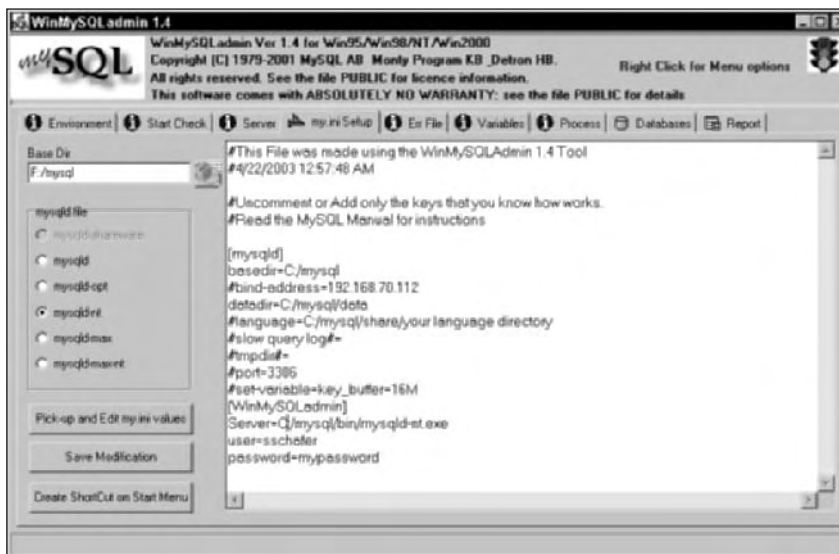 WinMySQLadmin 1.4
mySQL
WinMySQLadmin Ver 1.4 for Win95/Win98/NT/Win2000
Copyright (C) 1979-2001 MySQL AB Monty Program KB _Detron HB.
All rights reserved. See the file PUBLIC for licence information.
This software comes with ABSOLUTELY NO WARRANTY: see the file PUBLIC for details
Right Click for Menu options
Environment Start Check Server my.ini Setup Err File Variables Process Databases Report
Base Dir
F:/mysql
mysqld file
mysqld-shareware
mysqld
mysqld-opt
mysqld-nt
mysqld-max
mysqld-max-nt
Pick-up and Edit my.ini values
Save Modification
Create ShortCut on Start Menu
#This File was made using the WinMySQLAdmin 1.4 Tool
#4/22/2003 12:57:48 AM
#Uncomment or Add only the keys that you know how works.
#Read the MySQL Manual for instructions
[mysqld]
basedir=C:/mysql
#bind-address=192.168.70.112
datadir=C:/mysql/data
#language=C:/mysql/share/your language directory
#slow query log#=
#tmpdir#=
#port=3306
#set-variable=key_buffer=16M
[WinMySQLadmin]
Server=C:/mysql/bin/mysqld-nt.exe
user=sschafer
password=mypassword